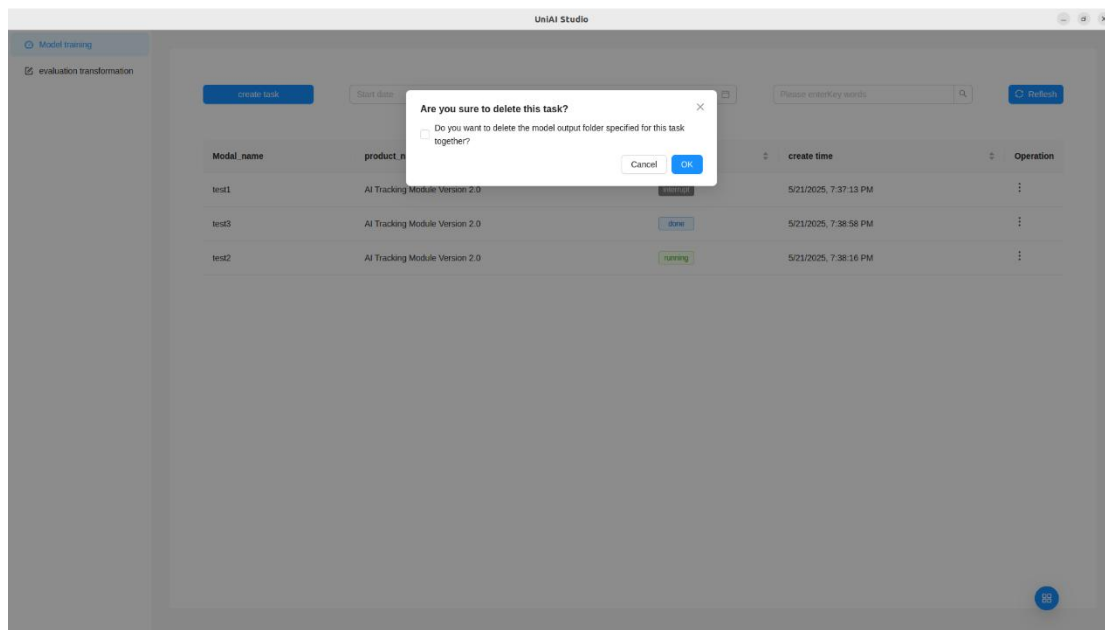 UniAI Studio
Model training
evaluation transformation
create task
Start date
Please enterKey words
Refresh
Are you sure to delete this task?
Do you want to delete the model output folder specified for this task
together?
Cancel
OK
Modal_name
product_n
create time
Operation
test1
AI Tracking Module Version 2.0
interrupt
5/21/2025, 7:37:13 PM
test3
AI Tracking Module Version 2.0
done
5/21/2025, 7:38:58 PM
test2
AI Tracking Module Version 2.0
running
5/21/2025, 7:38:16 PM